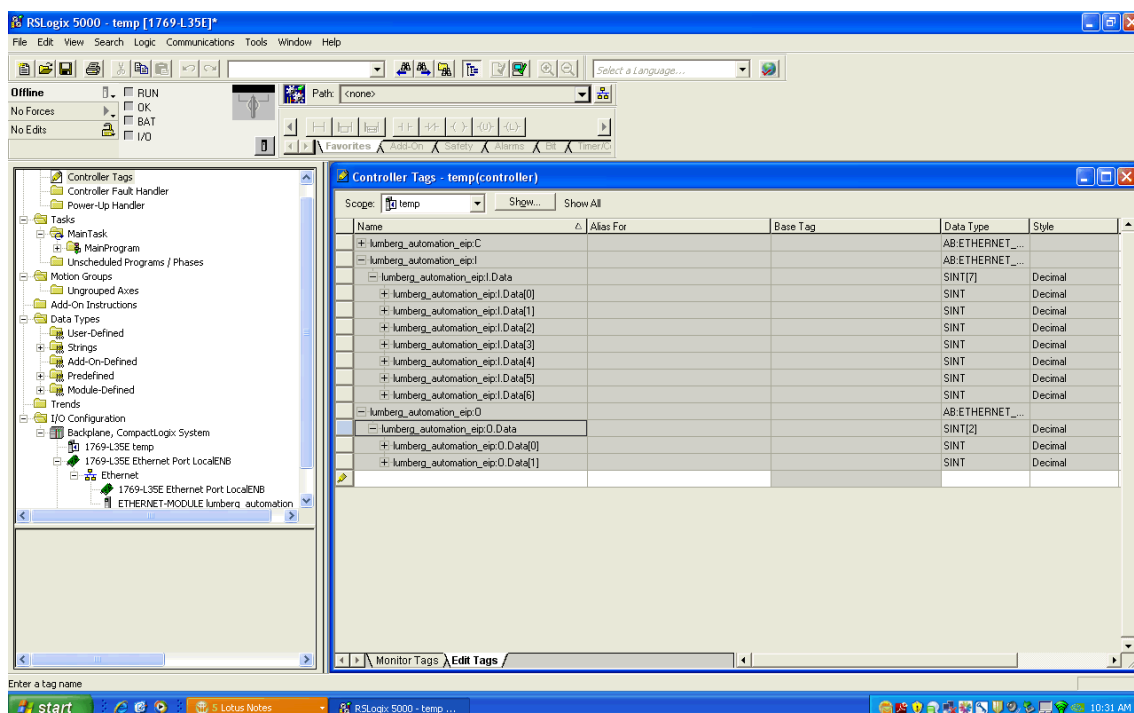 RSLogix 5000 - temp [1769-L35E]*
File Edit View Search Logic Communications Tools Window Help
Select a Language...
Offline
RUN
No Forces
OK
No Edits
BAT
I/O
Path: <none>
Favorites Add-On Safety Alarms Bit Timer/C
Controller Tags
Controller Fault Handler
Power-Up Handler
Tasks
MainTask
MainProgram
Unscheduled Programs / Phases
Motion Groups
Ungrouped Axes
Add-On Instructions
Data Types
User-Defined
Strings
Add-On-Defined
Predefined
Module-Defined
Trends
I/O Configuration
Backplane, CompactLogix System
1769-L35E temp
1769-L35E Ethernet Port LocalENB
Ethernet
1769-L35E Ethernet Port LocalENB
ETHERNET-MODULE lumberg_automation
Controller Tags - temp(controller)
Scope: temp Show... Show All
Name Alias For Base Tag Data Type Style
lumberg_automation_eip:C AB:ETHERNET_...
lumberg_automation_eip:I AB:ETHERNET_...
lumberg_automation_eip:I.Data SINT[7] Decimal
lumberg_automation_eip:I.Data[0] SINT Decimal
lumberg_automation_eip:I.Data[1] SINT Decimal
lumberg_automation_eip:I.Data[2] SINT Decimal
lumberg_automation_eip:I.Data[3] SINT Decimal
lumberg_automation_eip:I.Data[4] SINT Decimal
lumberg_automation_eip:I.Data[5] SINT Decimal
lumberg_automation_eip:I.Data[6] SINT Decimal
lumberg_automation_eip:O AB:ETHERNET_...
lumberg_automation_eip:O.Data SINT[2] Decimal
lumberg_automation_eip:O.Data[0] SINT Decimal
lumberg_automation_eip:O.Data[1] SINT Decimal
Monitor Tags Edit Tags
Enter a tag name
start 5 Lotus Notes RSLogix 5000 - temp ... 10:31 AM